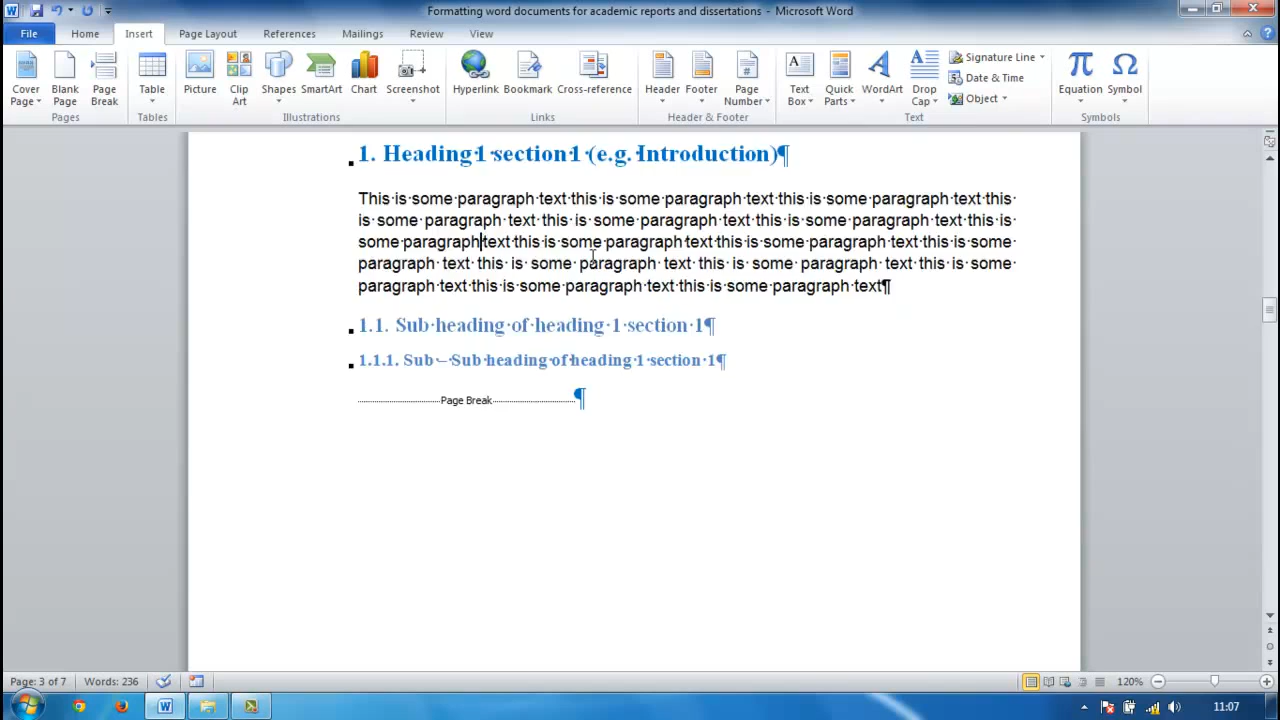 Formatting word documents for academic reports and dissertations - Microsoft Word
File Home Insert Page Layout References Mailings Review View
Cover Page
Blank Page
Page Break
Table
Picture
Clip Art
Shapes
SmartArt
Chart
Screenshot
Hyperlink
Bookmark
Cross-reference
Header
Footer
Page Number
Text Box
Quick Parts
WordArt
Drop Cap
Signature Line
Date & Time
Object
Equation
Symbol
Pages Tables Illustrations Links Header & Footer Text Symbols
1. Heading·1·section·1·(e.g.·Introduction)¶
This·is·some·paragraph·text·this·is·some·paragraph·text·this·is·some·paragraph·text·this·
is·some·paragraph·text·this·is·some·paragraph·text·this·is·some·paragraph·text·this·is·
some·paragraph·text·this·is·some·paragraph·text·this·is·some·paragraph·text·this·is·some·
paragraph·text·this·is·some·paragraph·text·this·is·some·paragraph·text·this·is·some·
paragraph·text·this·is·some·paragraph·text·this·is·some·paragraph·text¶
1.1. Sub·heading·of·heading·1·section·1¶
1.1.1. Sub·–·Sub·heading·of·heading·1·section·1¶
Page Break¶
Page: 3 of 7 Words: 236 120%
11:07